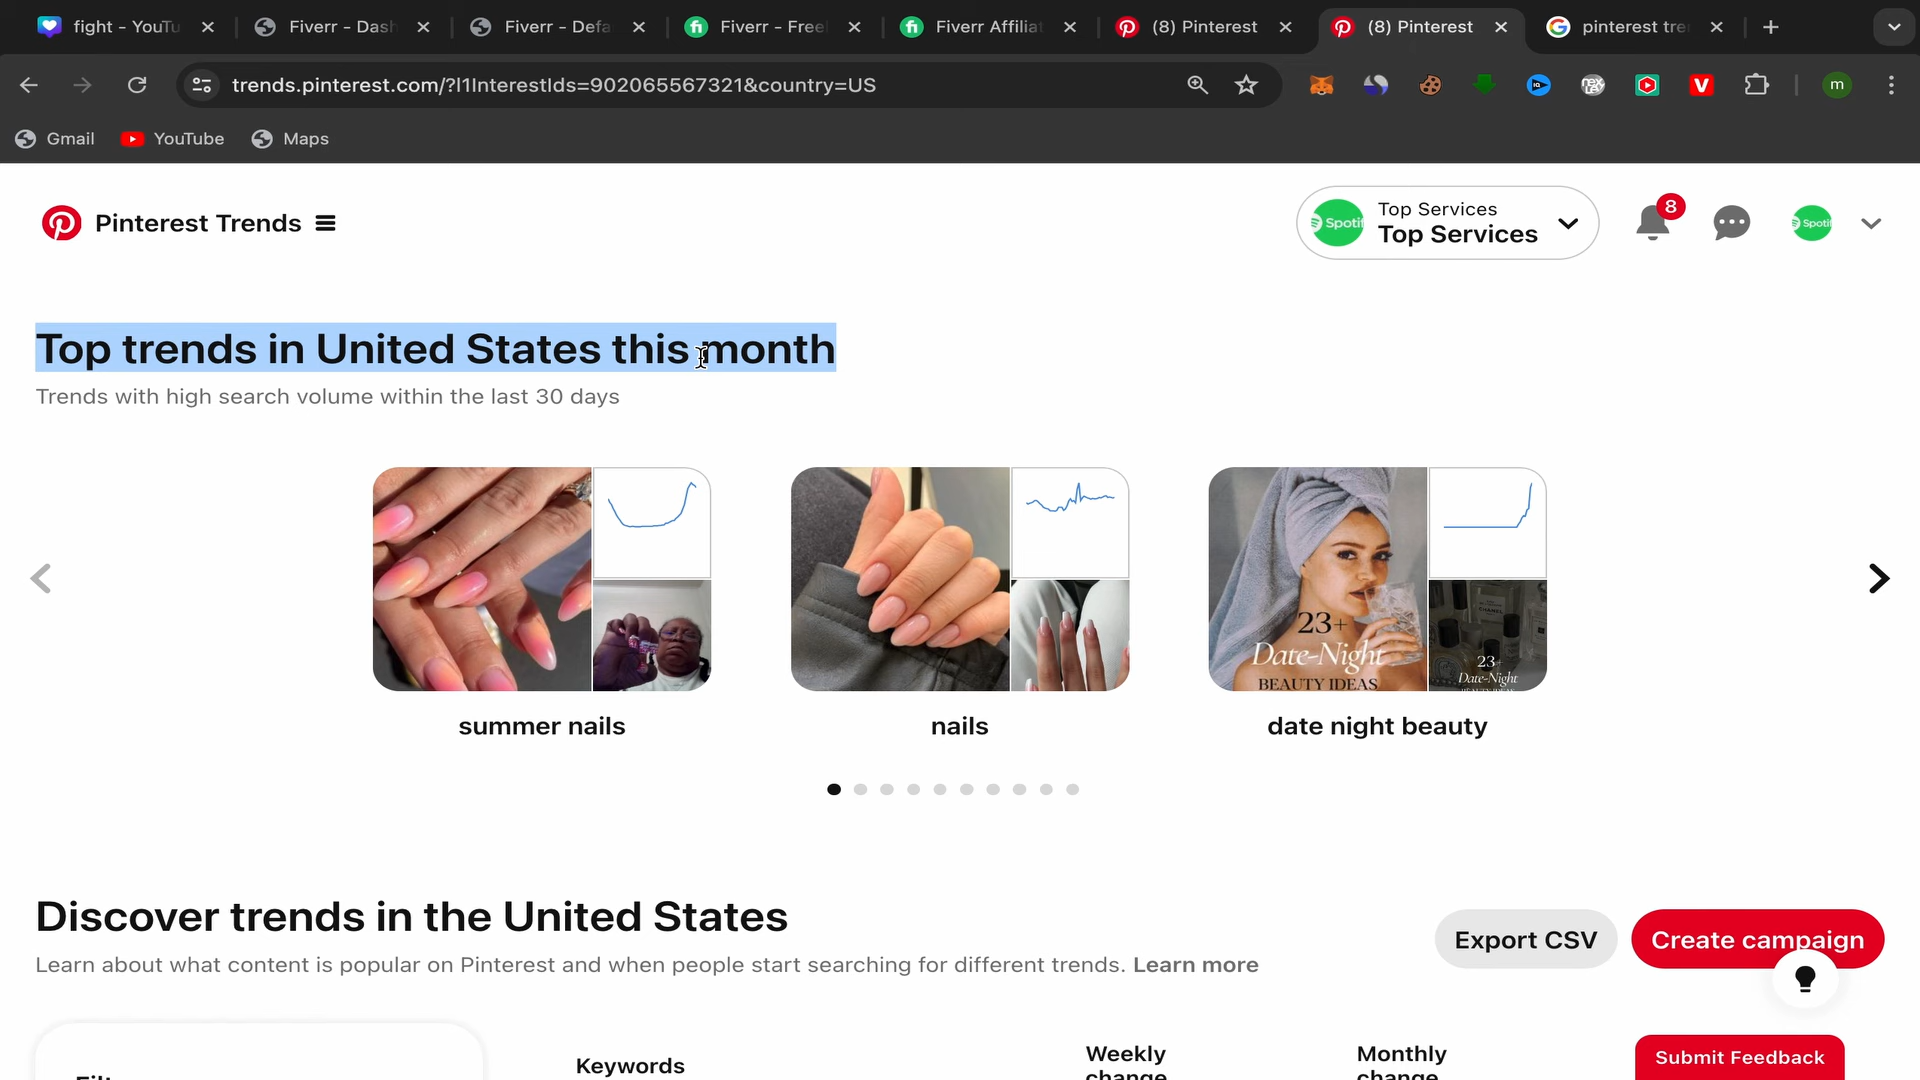 fight - YouTu
Fiverr - Dash
Fiverr - Defa
Fiverr - Freel
Fiverr Affiliat
(8) Pinterest
(8) Pinterest
pinterest tre
trends.pinterest.com/?l1InterestIds=902065567321&country=US
m
Gmail
YouTube
Maps
Pinterest Trends
Spotif
Top Services
Top Services
8
Spotif
Top trends in United States this month
Trends with high search volume within the last 30 days
23+
Date-Night
BEAUTY IDEAS
CHANEL
23+
Date-Night
summer nails
nails
date night beauty
Discover trends in the United States
Learn about what content is popular on Pinterest and when people start searching for different trends. Learn more
Export CSV
Create campaign
Keywords
Weekly
change
Monthly
change
Submit Feedback